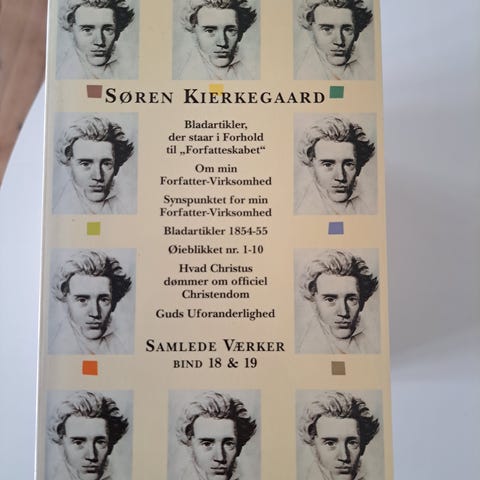 SØREN KIERKEGAARD
Bladartikler,
der staar i Forhold
til „Forfatteskabet“
Om min
Forfatter-Virksomhed
Synspunktet for min
Forfatter-Virksomhed
Bladartikler 1854-55
Øieblikket nr. 1-10
Hvad Christus
dømmer om officiel
Christendom
Guds Uforanderlighed
SAMLEDE VÆRKER
BIND 18 & 19